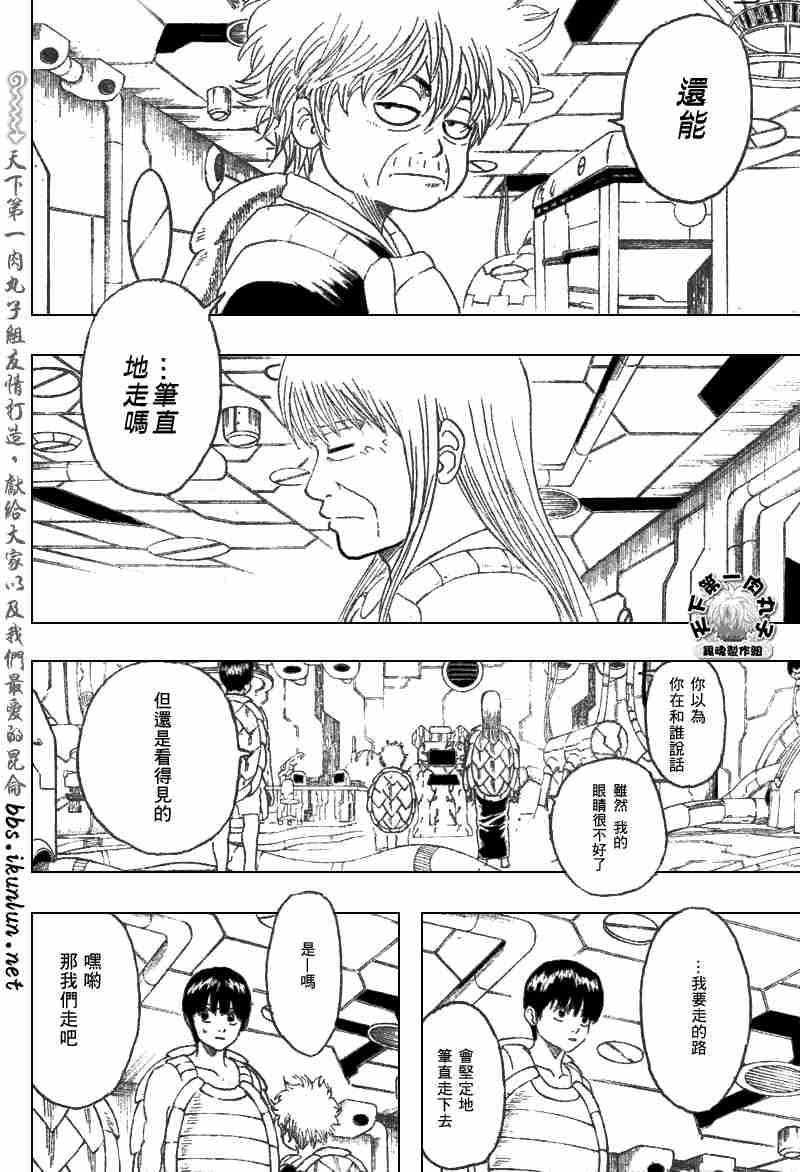 還能
…筆直
地走嗎
你以為
你在和誰說話
雖然 我的
眼睛很不好了
但還是看得見的
…我要走的路
會堅定地
筆直走下去
是—嗎
嘿喲
那我們走吧
天下第一肉丸子組友情打造，獻給大家以及我們最愛的昆侖 bbs.ikunlun.net
天下第一肉丸子
銀魂製作組